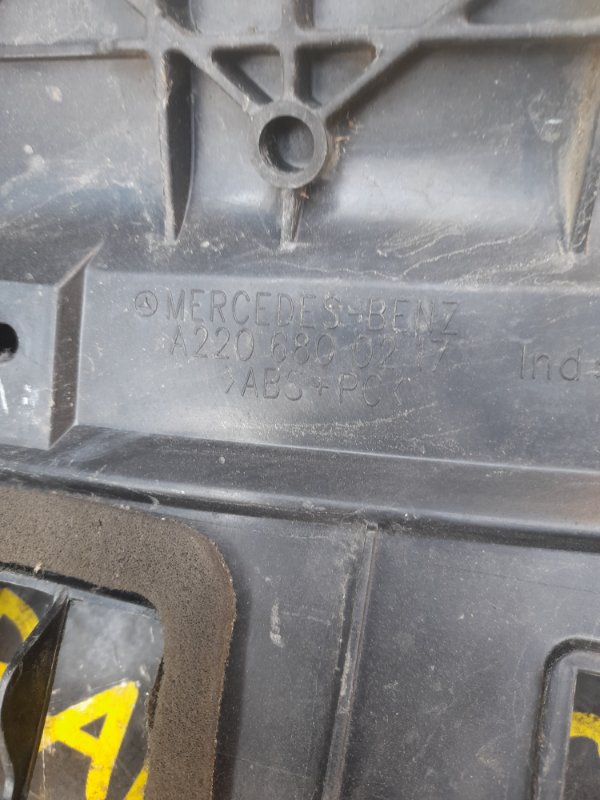 MERCEDES-BENZ
A220 680 02 17
>ABS+PC<
Ind